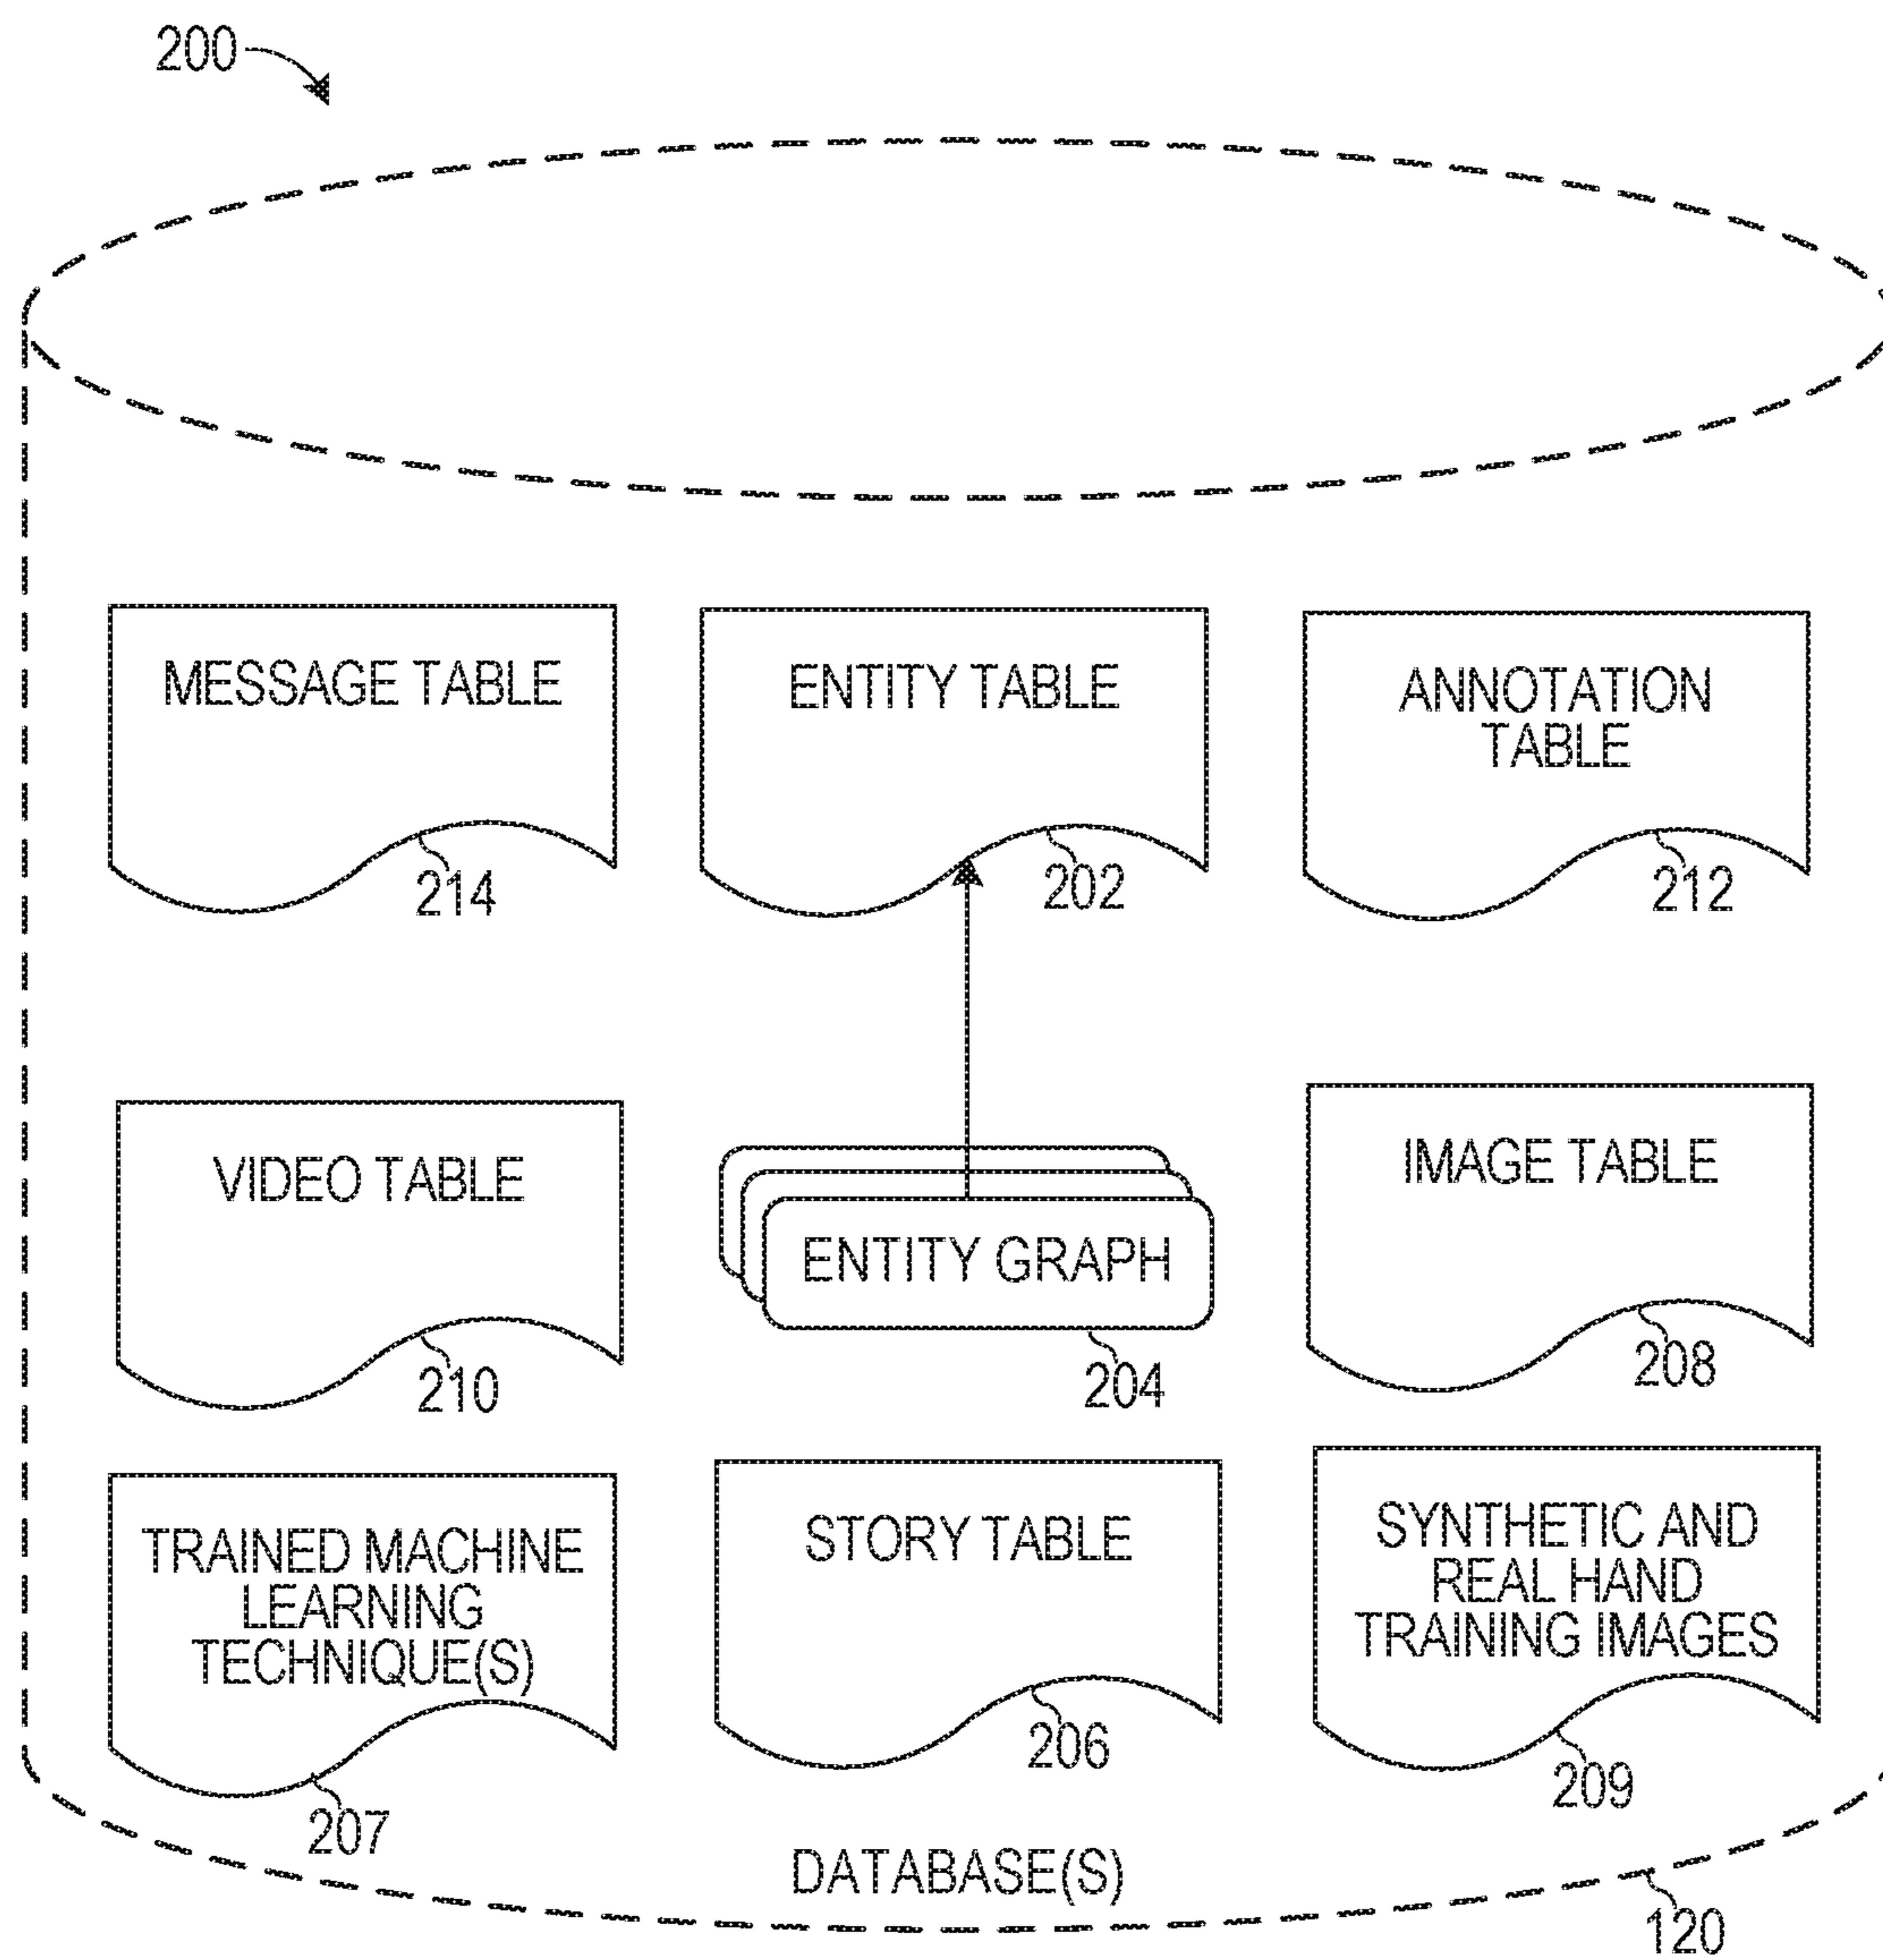 200
MESSAGE TABLE
214
ENTITY TABLE
202
ANNOTATION
TABLE
212
VIDEO TABLE
210
ENTITY GRAPH
204
IMAGE TABLE
208
TRAINED MACHINE
LEARNING
TECHNIQUE(S)
207
STORY TABLE
206
SYNTHETIC AND
REAL HAND
TRAINING IMAGES
209
DATABASE(S)
120